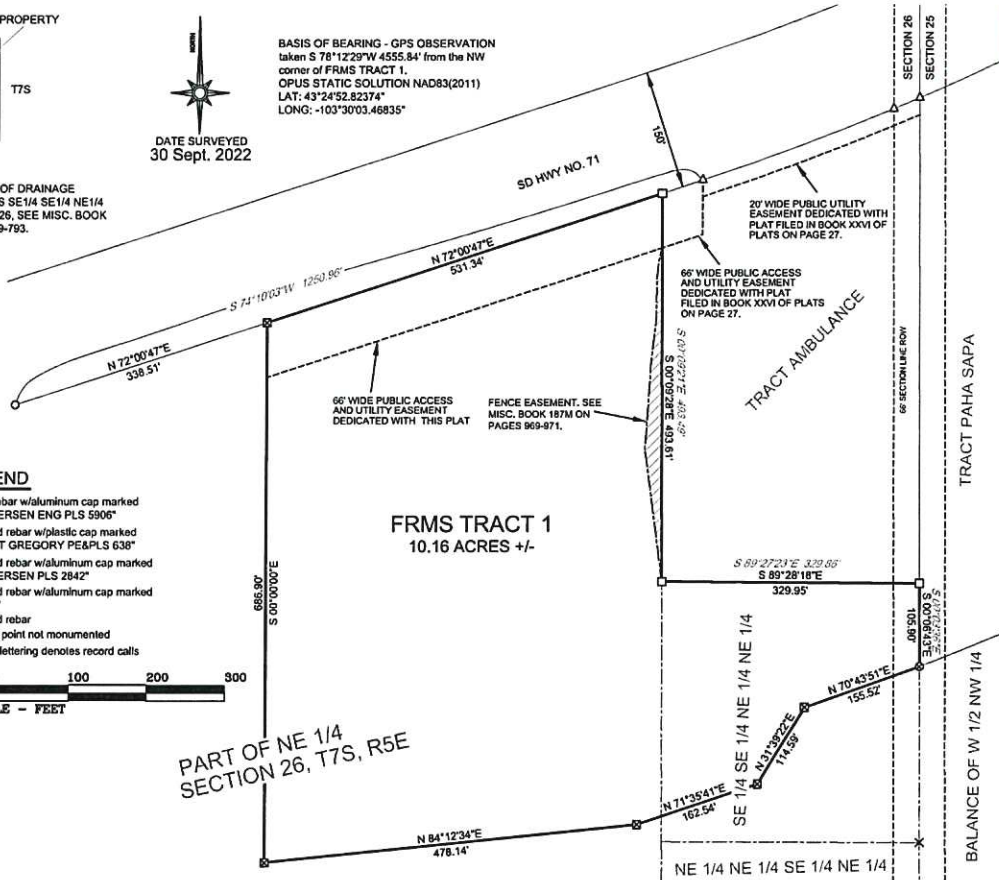 PROPERTY
T7S
NORTH
DATE SURVEYED
30 Sept. 2022
BASIS OF BEARING - GPS OBSERVATION
taken S 78°12'29"W 4555.84' from the NW
corner of FRMS TRACT 1.
OPUS STATIC SOLUTION NAD83(2011)
LAT: 43°24'52.82374"
LONG: -103°30'03.46835"
OF DRAINAGE
S SE1/4 SE1/4 NE1/4
26, SEE MISC. BOOK
9-793.
SD HWY NO. 71
150'
SECTION 26
SECTION 25
20' WIDE PUBLIC UTILITY
EASEMENT DEDICATED WITH
PLAT FILED IN BOOK XXVI OF
PLATS ON PAGE 27.
66' WIDE PUBLIC ACCESS
AND UTILITY EASEMENT
DEDICATED WITH PLAT
FILED IN BOOK XXVI OF PLATS
ON PAGE 27.
N 72°00'47"E
531.34'
S 74°10'03"W 1250.96'
N 72°00'47"E
338.51'
66' WIDE PUBLIC ACCESS
AND UTILITY EASEMENT
DEDICATED WITH THIS PLAT
FENCE EASEMENT. SEE
MISC. BOOK 187M ON
PAGES 969-971.
S 00°09'28"E 493.61'
TRACT AMBULANCE
66' SECTION LINE ROW
TRACT PAHA SAPA
END
ebar w/aluminum cap marked
ERSEN ENG PLS 5906"
d rebar w/plastic cap marked
T GREGORY PE&PLS 638"
d rebar w/aluminum cap marked
ERSEN PLS 2842"
d rebar w/aluminum cap marked
d rebar
point not monumented
lettering denotes record calls
100 200 300
LE - FEET
FRMS TRACT 1
10.16 ACRES +/-
686.90'
S 00°00'00"E
S 89°27'23"E 329.86'
S 89°28'18"E
329.95'
S 00°06'43"E
105.90'
N 70°43'51"E
155.52'
N 31°39'22"E
114.59'
N 71°35'41"E
162.54'
N 84°12'34"E
478.14'
PART OF NE 1/4
SECTION 26, T7S, R5E
SE 1/4 SE 1/4 NE 1/4 NE 1/4
NE 1/4 NE 1/4 SE 1/4 NE 1/4
BALANCE OF W 1/2 NW 1/4